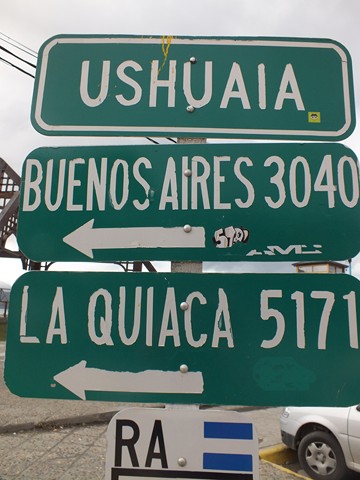 USHUAIA
BUENOS AIRES 3040
LA QUIACA 5171
RA